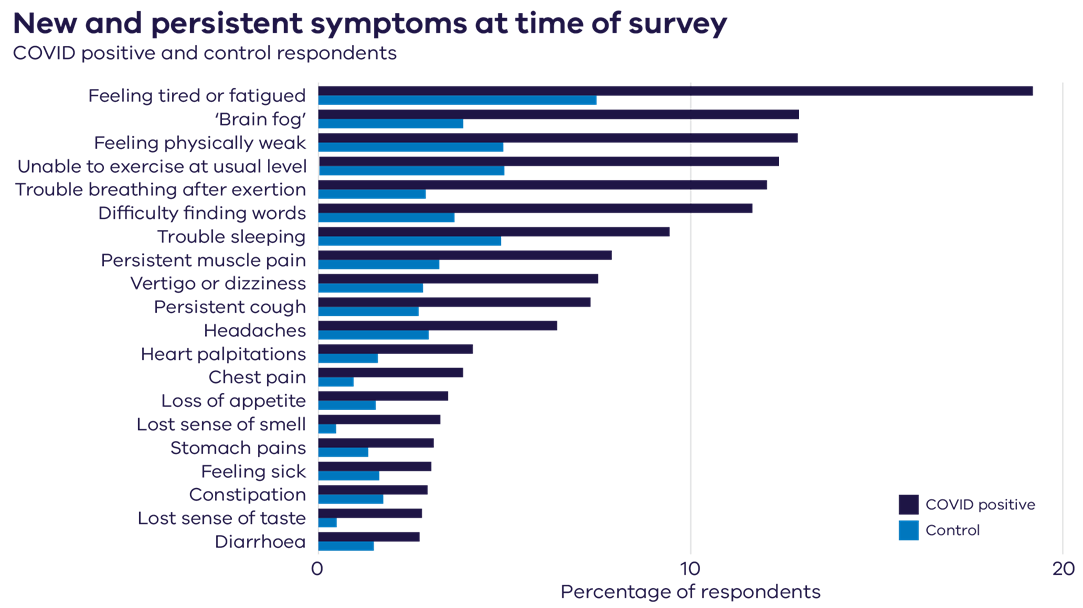 New and persistent symptoms at time of survey
COVID positive and control respondents
Feeling tired or fatigued
‘Brain fog’
Feeling physically weak
Unable to exercise at usual level
Trouble breathing after exertion
Difficulty finding words
Trouble sleeping
Persistent muscle pain
Vertigo or dizziness
Persistent cough
Headaches
Heart palpitations
Chest pain
Loss of appetite
Lost sense of smell
Stomach pains
Feeling sick
Constipation
Lost sense of taste
Diarrhoea
COVID positive
Control
0 10 20
Percentage of respondents